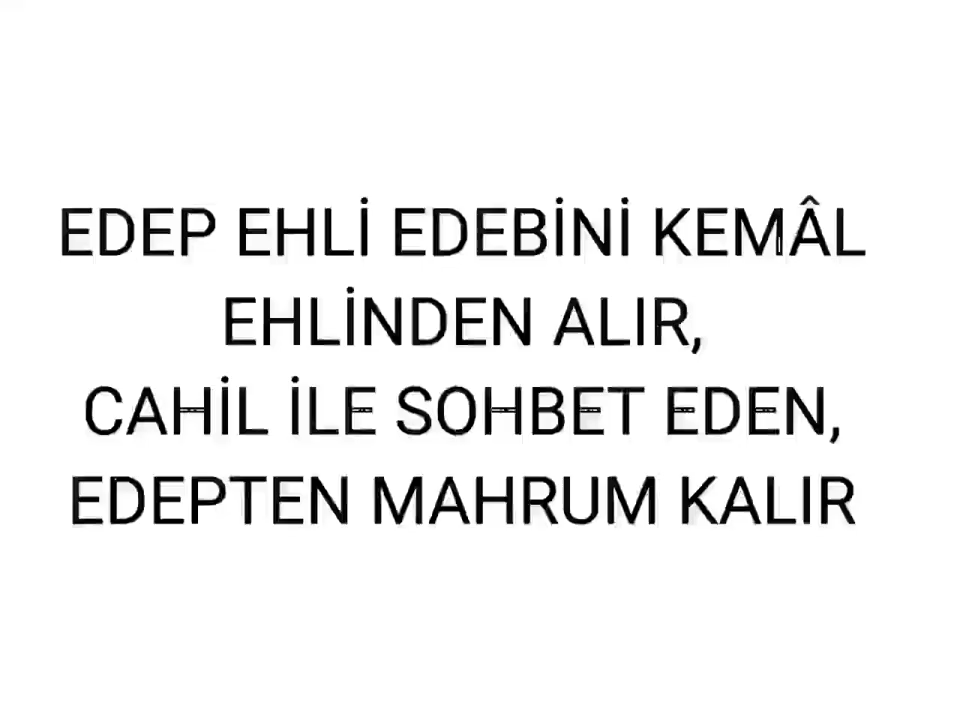 EDEP EHLİ EDEBİNİ KEMÂL
EHLİNDEN ALIR,
CAHİL İLE SOHBET EDEN,
EDEPTEN MAHRUM KALIR